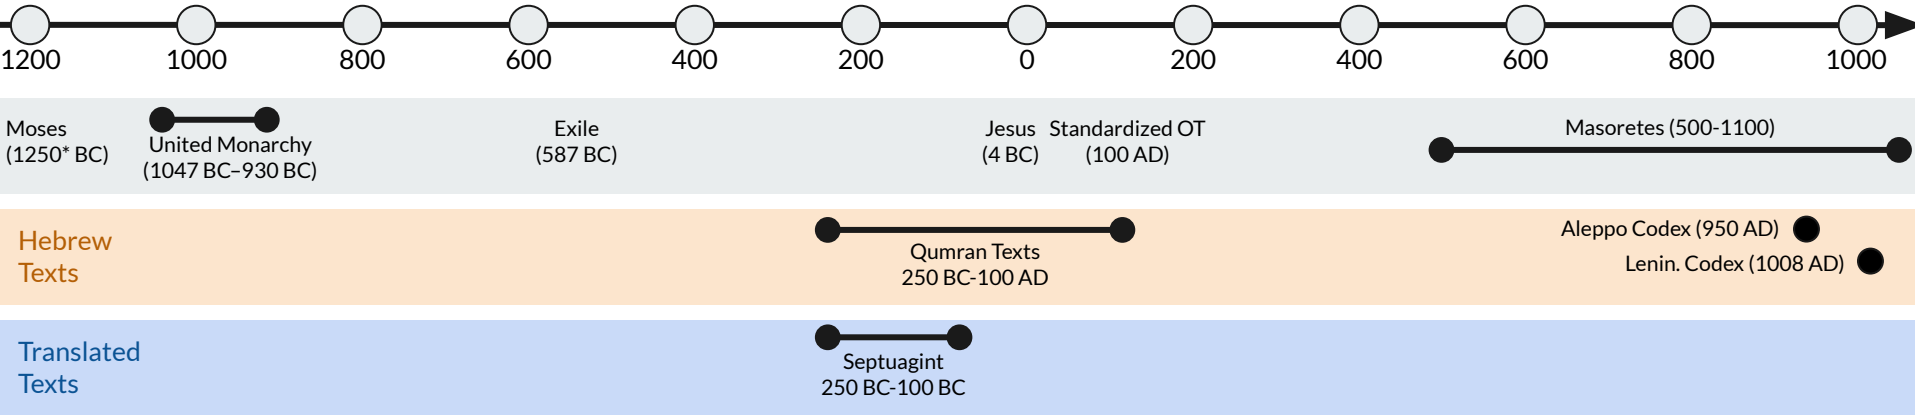 1200 1000 800 600 400 200 0 200 400 600 800 1000
Moses
(1250* BC)
United Monarchy
(1047 BC–930 BC)
Exile
(587 BC)
Jesus
(4 BC)
Standardized OT
(100 AD)
Masoretes (500-1100)
Hebrew
Texts
Qumran Texts
250 BC-100 AD
Aleppo Codex (950 AD)
Lenin. Codex (1008 AD)
Translated
Texts
Septuagint
250 BC-100 BC